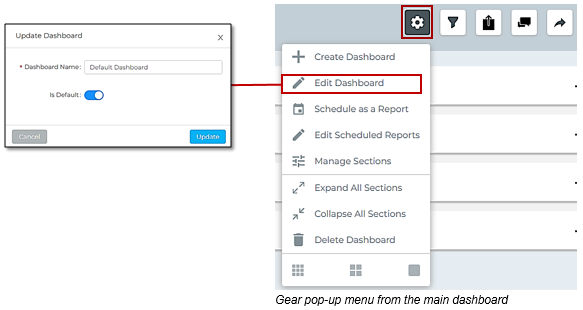 Update Dashboard
x
* Dashboard Name: Default Dashboard
Is Default:
Cancel Update
Create Dashboard
Edit Dashboard
Schedule as a Report
Edit Scheduled Reports
Manage Sections
Expand All Sections
Collapse All Sections
Delete Dashboard
Gear pop-up menu from the main dashboard